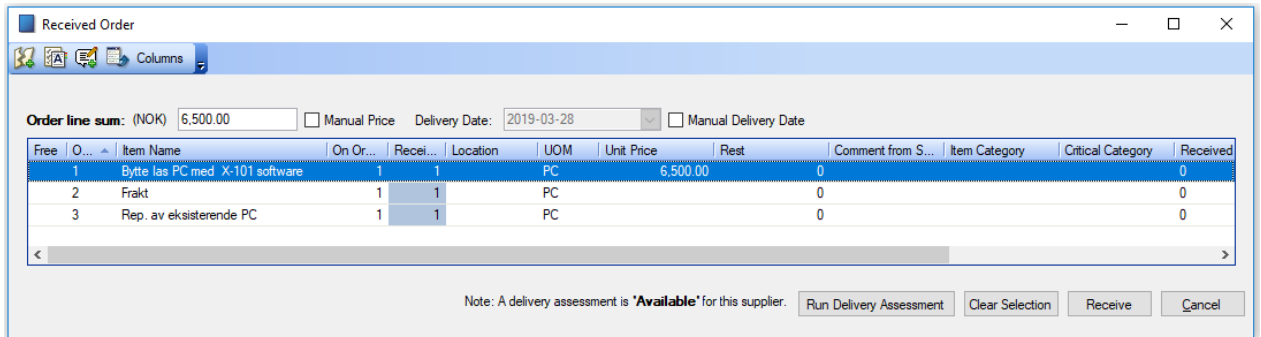 Received Order
Columns
Order line sum: (NOK) 6,500.00 Manual Price Delivery Date: 2019-03-28 Manual Delivery Date
Free O... Item Name On Or... Recei... Location UOM Unit Price Rest Comment from S... Item Category Critical Category Received
1 Bytte las PC med X-101 software 1 1 PC 6,500.00 0 0
2 Frakt 1 1 PC 0 0
3 Rep. av eksisterende PC 1 1 PC 0 0
Note: A delivery assessment is 'Available' for this supplier. Run Delivery Assessment Clear Selection Receive Cancel